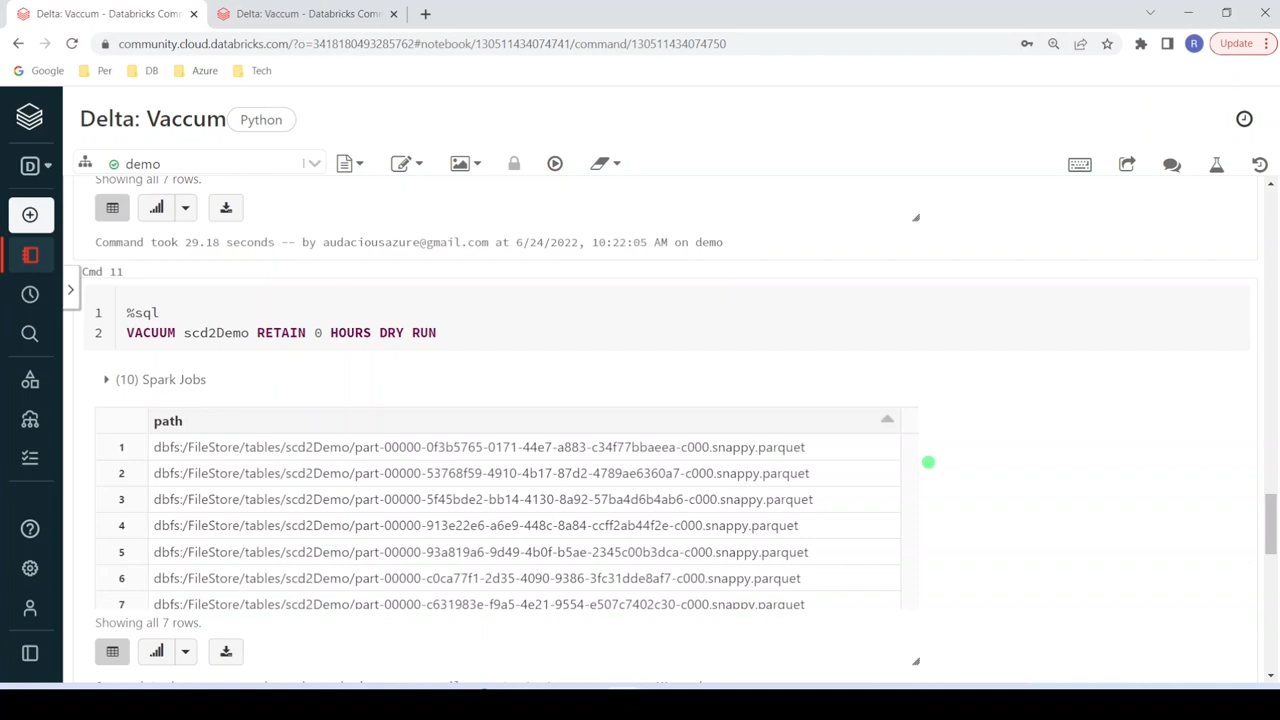 Delta: Vaccum - Databricks Comm
Delta: Vaccum - Databricks Comm
community.cloud.databricks.com/?o=3418180493285762#notebook/130511434074741/command/130511434074750
R
Update
Google
Per
DB
Azure
Tech
Delta: Vaccum
Python
D
demo
Showing all 7 rows.
Command took 29.18 seconds -- by audaciousazure@gmail.com at 6/24/2022, 10:22:05 AM on demo
Cmd 11
1 %sql
2 VACUUM scd2Demo RETAIN 0 HOURS DRY RUN
(10) Spark Jobs
path
1 dbfs:/FileStore/tables/scd2Demo/part-00000-0f3b5765-0171-44e7-a883-c34f77bbaeea-c000.snappy.parquet
2 dbfs:/FileStore/tables/scd2Demo/part-00000-53768f59-4910-4b17-87d2-4789ae6360a7-c000.snappy.parquet
3 dbfs:/FileStore/tables/scd2Demo/part-00000-5f45bde2-bb14-4130-8a92-57ba4d6b4ab6-c000.snappy.parquet
4 dbfs:/FileStore/tables/scd2Demo/part-00000-913e22e6-a6e9-448c-8a84-ccff2ab44f2e-c000.snappy.parquet
5 dbfs:/FileStore/tables/scd2Demo/part-00000-93a819a6-9d49-4b0f-b5ae-2345c00b3dca-c000.snappy.parquet
6 dbfs:/FileStore/tables/scd2Demo/part-00000-c0ca77f1-2d35-4090-9386-3fc31dde8af7-c000.snappy.parquet
7 dbfs:/FileStore/tables/scd2Demo/part-00000-c631983e-f9a5-4e21-9554-e507c7402c30-c000.snappy.parquet
Showing all 7 rows.